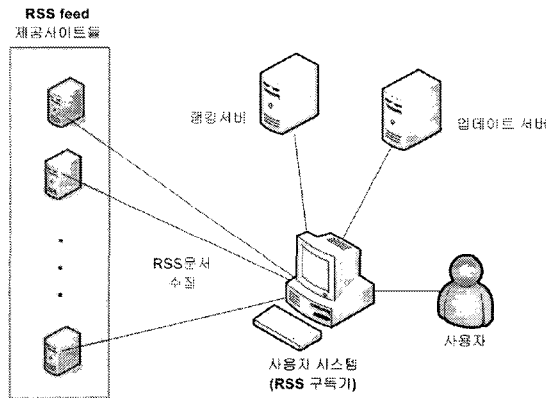 RSS feed
제공사이트들
랭킹서버
업데이트 서버
RSS문서
수집
사용자
사용자 시스템
(RSS 구독기)